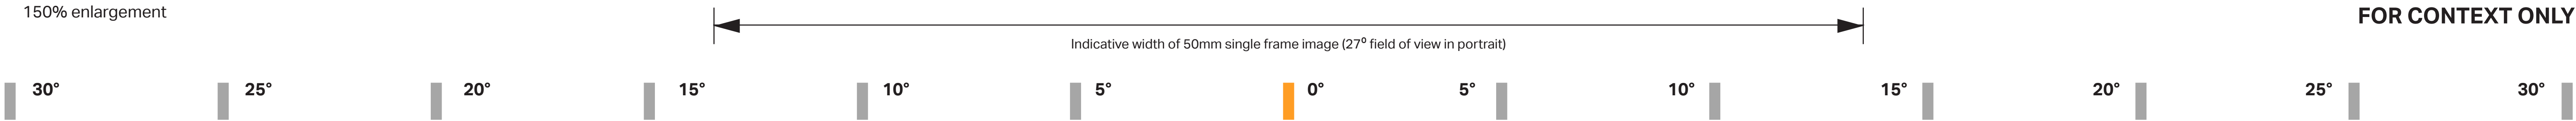 150% enlargement
FOR CONTEXT ONLY
Indicative width of 50mm single frame image (27⁰ field of view in portrait)
30° 25° 20° 15° 10° 5° 0° 5° 10° 15° 20° 25° 30°